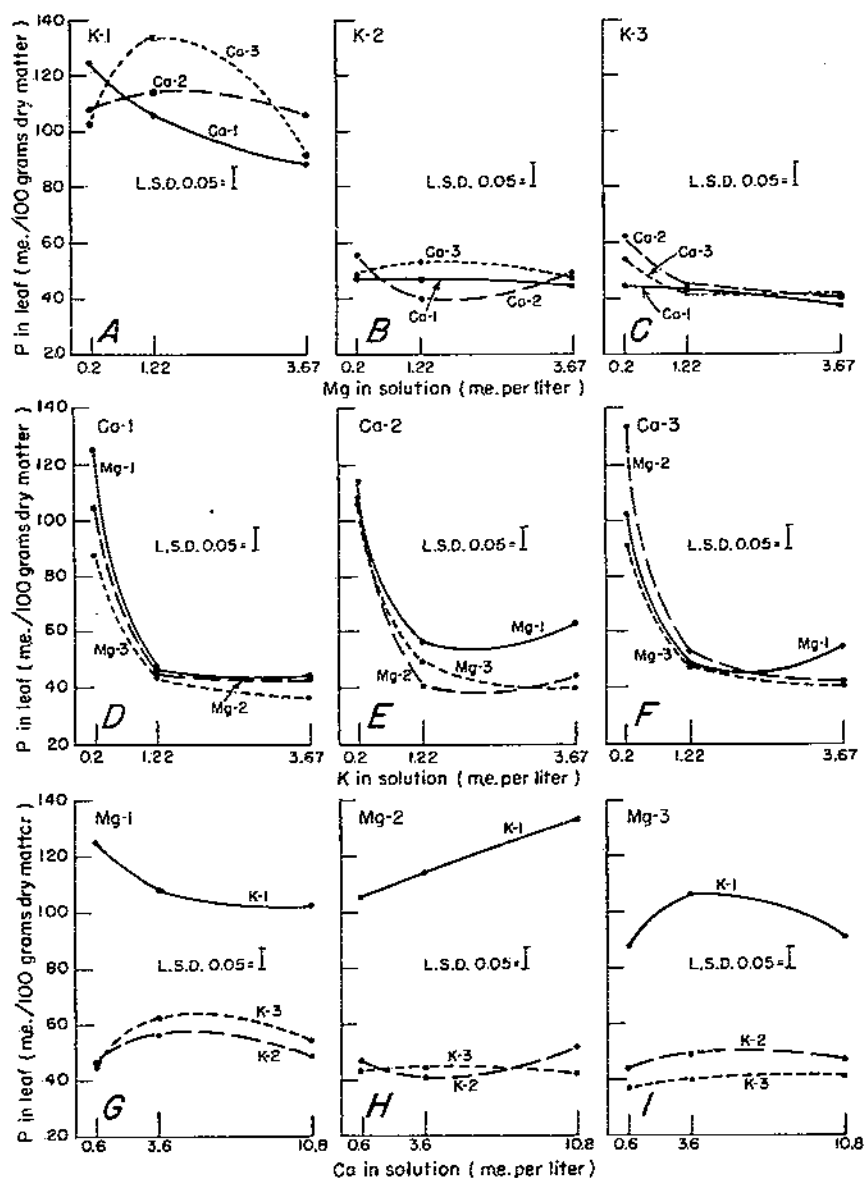 P in leaf (m.e./100 grams dry matter)
140
120
100
80
60
40
2.0
K-1
Ca-3
Ca-2
Ca-1
L.S.D. 0.05 = I
A
0.2
1.22
3.67
K-2
L.S.D. 0.05 = I
Ca-3
Ca-1
Ca-2
B
0.2
1.22
3.67
K-3
L.S.D. 0.05 = I
Ca-2
Ca-3
Ca-1
C
0.2
1.22
3.67
Mg in solution (m.e. per liter)
P in leaf (m.e./100 grams dry matter)
140
120
100
80
60
40
20
Ca-1
Mg-1
L.S.D. 0.05 = I
Mg-3
Mg-2
D
0.2
1.22
3.67
Ca-2
L.S.D. 0.05 = I
Mg-1
Mg-3
Mg-2
E
0.2
1.22
3.67
Ca-3
Mg-2
L.S.D. 0.05 = I
Mg-1
Mg-3
F
0.2
1.22
3.67
K in solution (m.e. per liter)
P in leaf (m.e./100 grams dry matter)
140
120
100
80
60
40
20
Mg-1
K-1
L.S.D. 0.05 = I
K-3
K-2
G
0.6
3.6
10.8
Mg-2
K-1
L.S.D. 0.05 = I
K-3
K-2
H
0.6
3.6
10.8
Mg-3
K-1
L.S.D. 0.05 = I
K-2
K-3
I
0.6
3.6
10.8
Ca in solution (m.e. per liter)